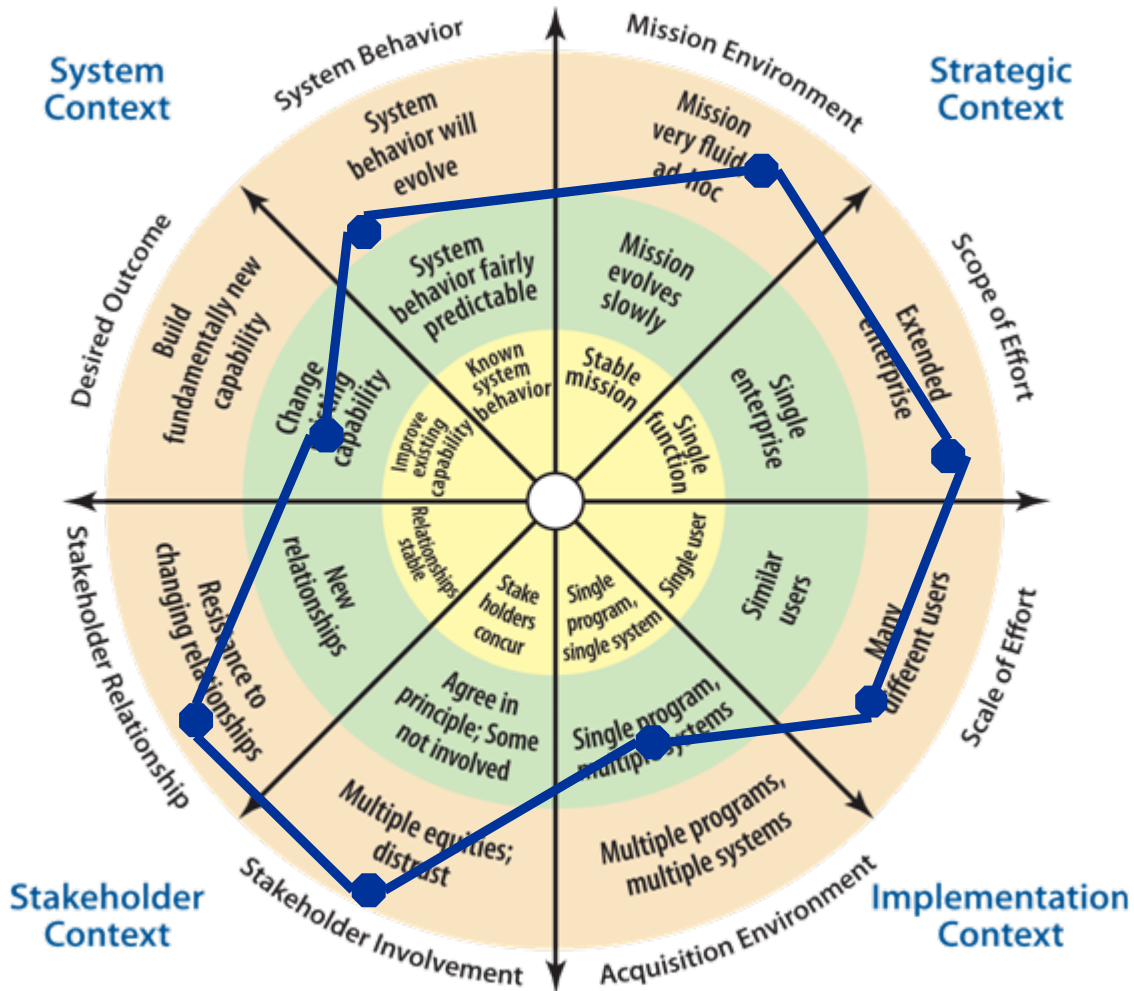 System
Context
System Behavior
Mission Environment
Strategic
Context
System
behavior will
evolve
Mission
very fluid,
ad-hoc
Desired Outcome
Build
fundamentally new
capability
System
behavior fairly
predictable
Mission
evolves
slowly
Scope of Effort
Extended
enterprise
Change
existing
capability
Known
system
behavior
Stable
mission
Single
enterprise
Improve
existing
capability
Single
function
Stakeholder Relationship
Resistance to
changing relationships
New
relationships
Relationships
stable
Stake
holders
concur
Single
program,
single system
Single user
Similar
users
Many
different users
Scale of Effort
Agree in
principle; Some
not involved
Single program,
multiple systems
Multiple equities;
distrust
Multiple programs,
multiple systems
Stakeholder
Context
Stakeholder Involvement
Acquisition Environment
Implementation
Context